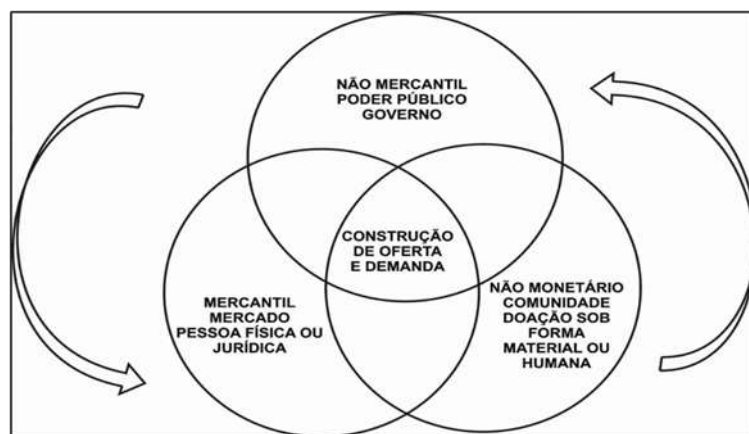 NÃO MERCANTIL
PODER PÚBLICO
GOVERNO
CONSTRUÇÃO
DE OFERTA
E DEMANDA
MERCANTIL
MERCADO
PESSOA FÍSICA OU
JURÍDICA
NÃO MONETÁRIO
COMUNIDADE
DOAÇÃO SOB
FORMA
MATERIAL OU
HUMANA